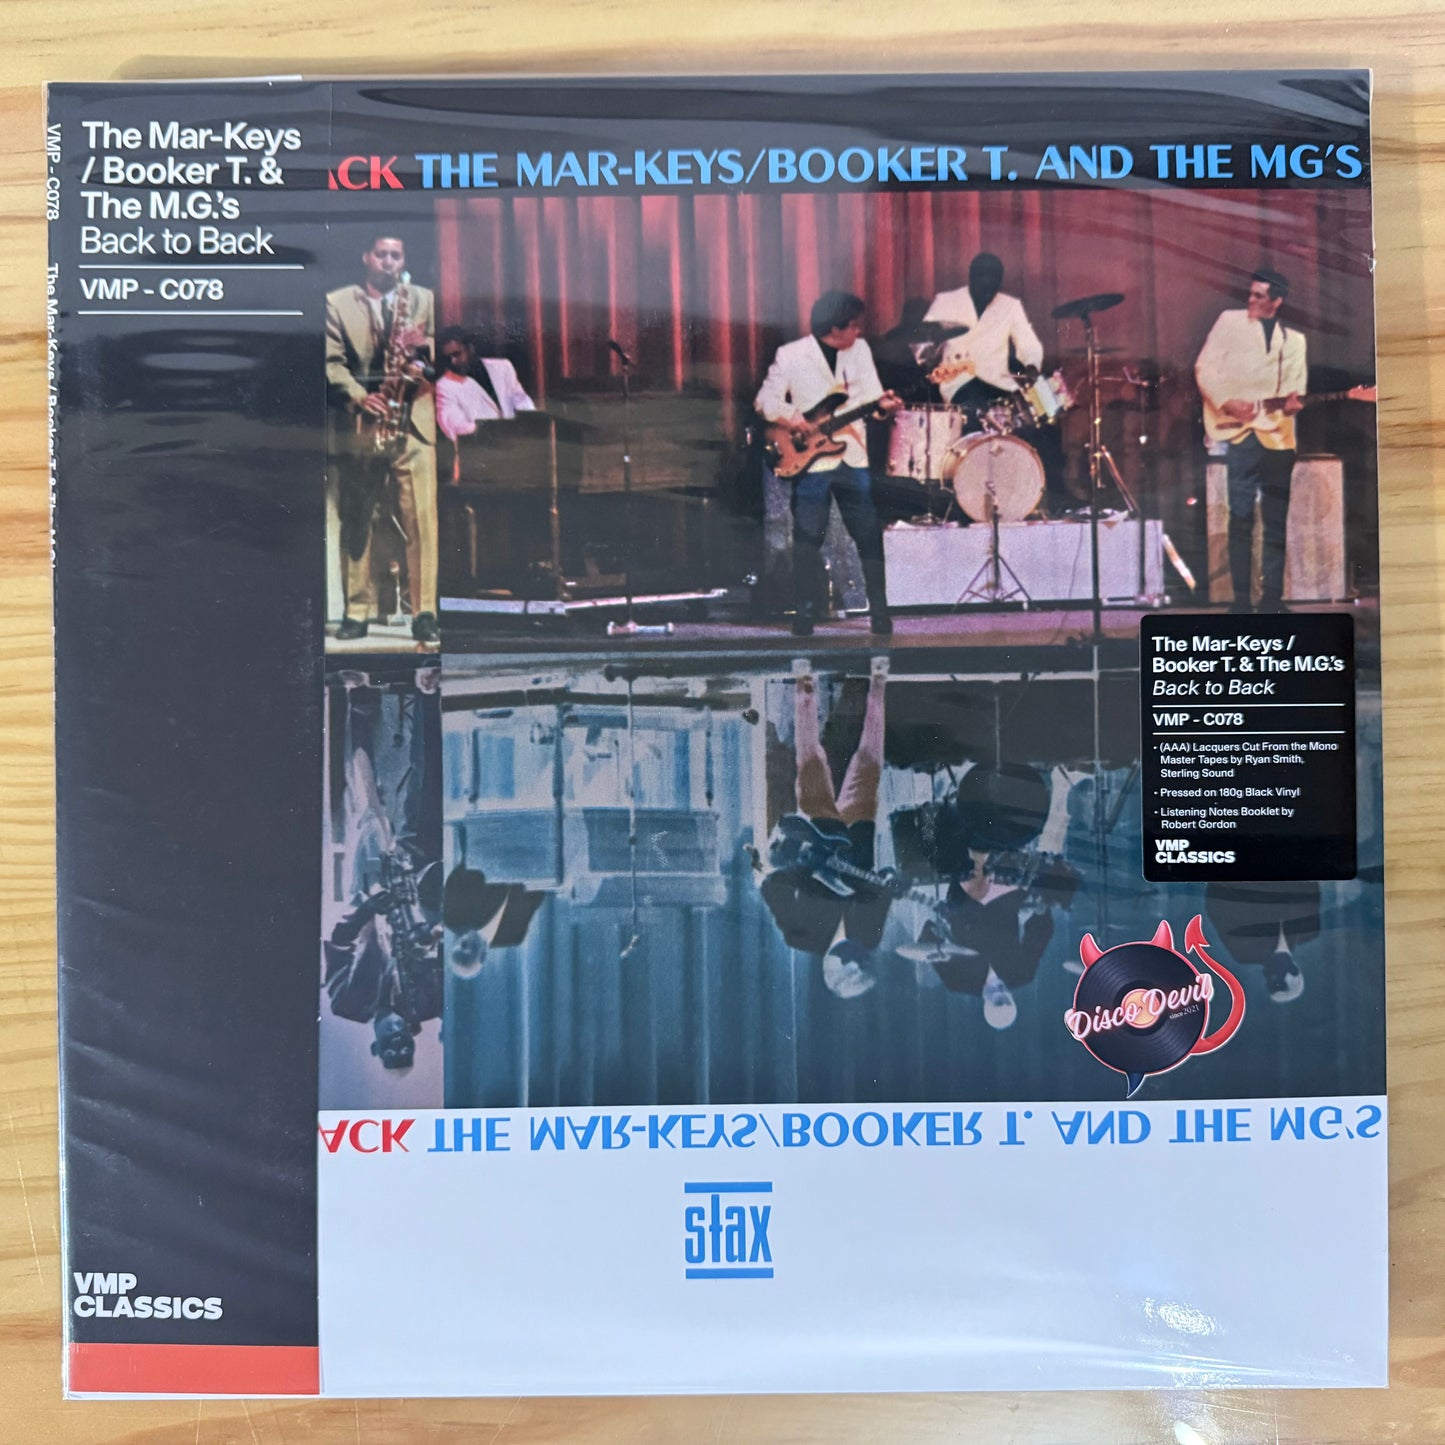 The Mar-Keys
/ Booker T. &
The M.G.'s
Back to Back
VMP - C078
VMP - C078
The Mar-Keys / Booker T. & The M.G.'s
ACK THE MAR-KEYS/BOOKER T. AND THE MG'S
The Mar-Keys /
Booker T. & The M.G.'s
Back to Back
VMP - C078
• (AAA) Lacquers Cut From the Mono
Master Tapes by Ryan Smith,
Sterling Sound
• Pressed on 180g Black Vinyl
• Listening Notes Booklet by
Robert Gordon
VMP
CLASSICS
Disco Devil
since 2021
ACK THE MAR-KEYS/BOOKER T. AND THE MG'S
stax
VMP
CLASSICS